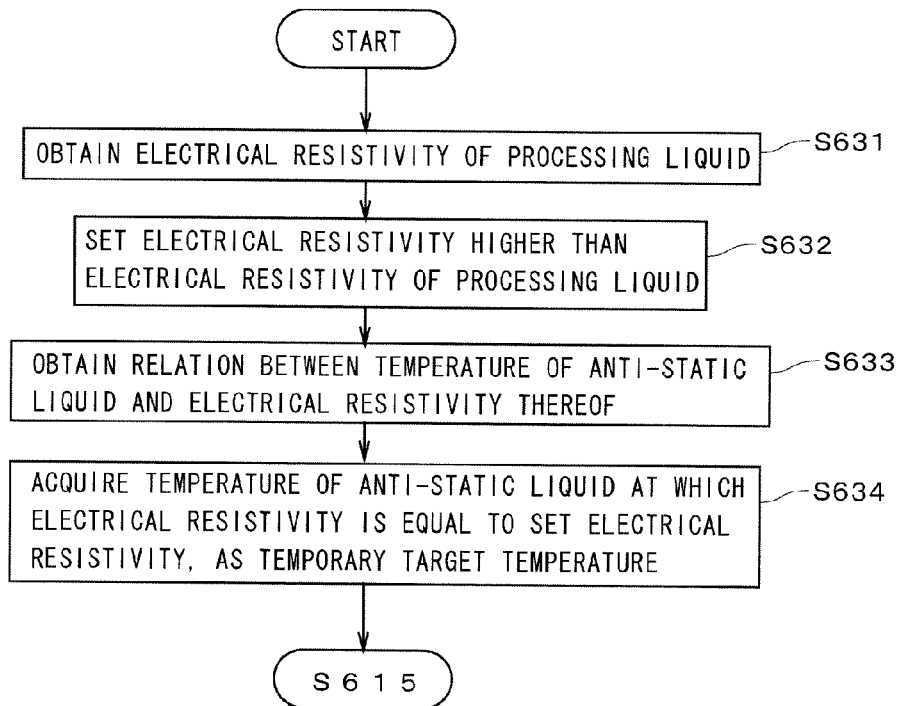 START
OBTAIN ELECTRICAL RESISTIVITY OF PROCESSING LIQUID
S631
SET ELECTRICAL RESISTIVITY HIGHER THAN
ELECTRICAL RESISTIVITY OF PROCESSING LIQUID
S632
OBTAIN RELATION BETWEEN TEMPERATURE OF ANTI-STATIC
LIQUID AND ELECTRICAL RESISTIVITY THEREOF
S633
ACQUIRE TEMPERATURE OF ANTI-STATIC LIQUID AT WHICH
ELECTRICAL RESISTIVITY IS EQUAL TO SET ELECTRICAL
RESISTIVITY, AS TEMPORARY TARGET TEMPERATURE
S634
S615